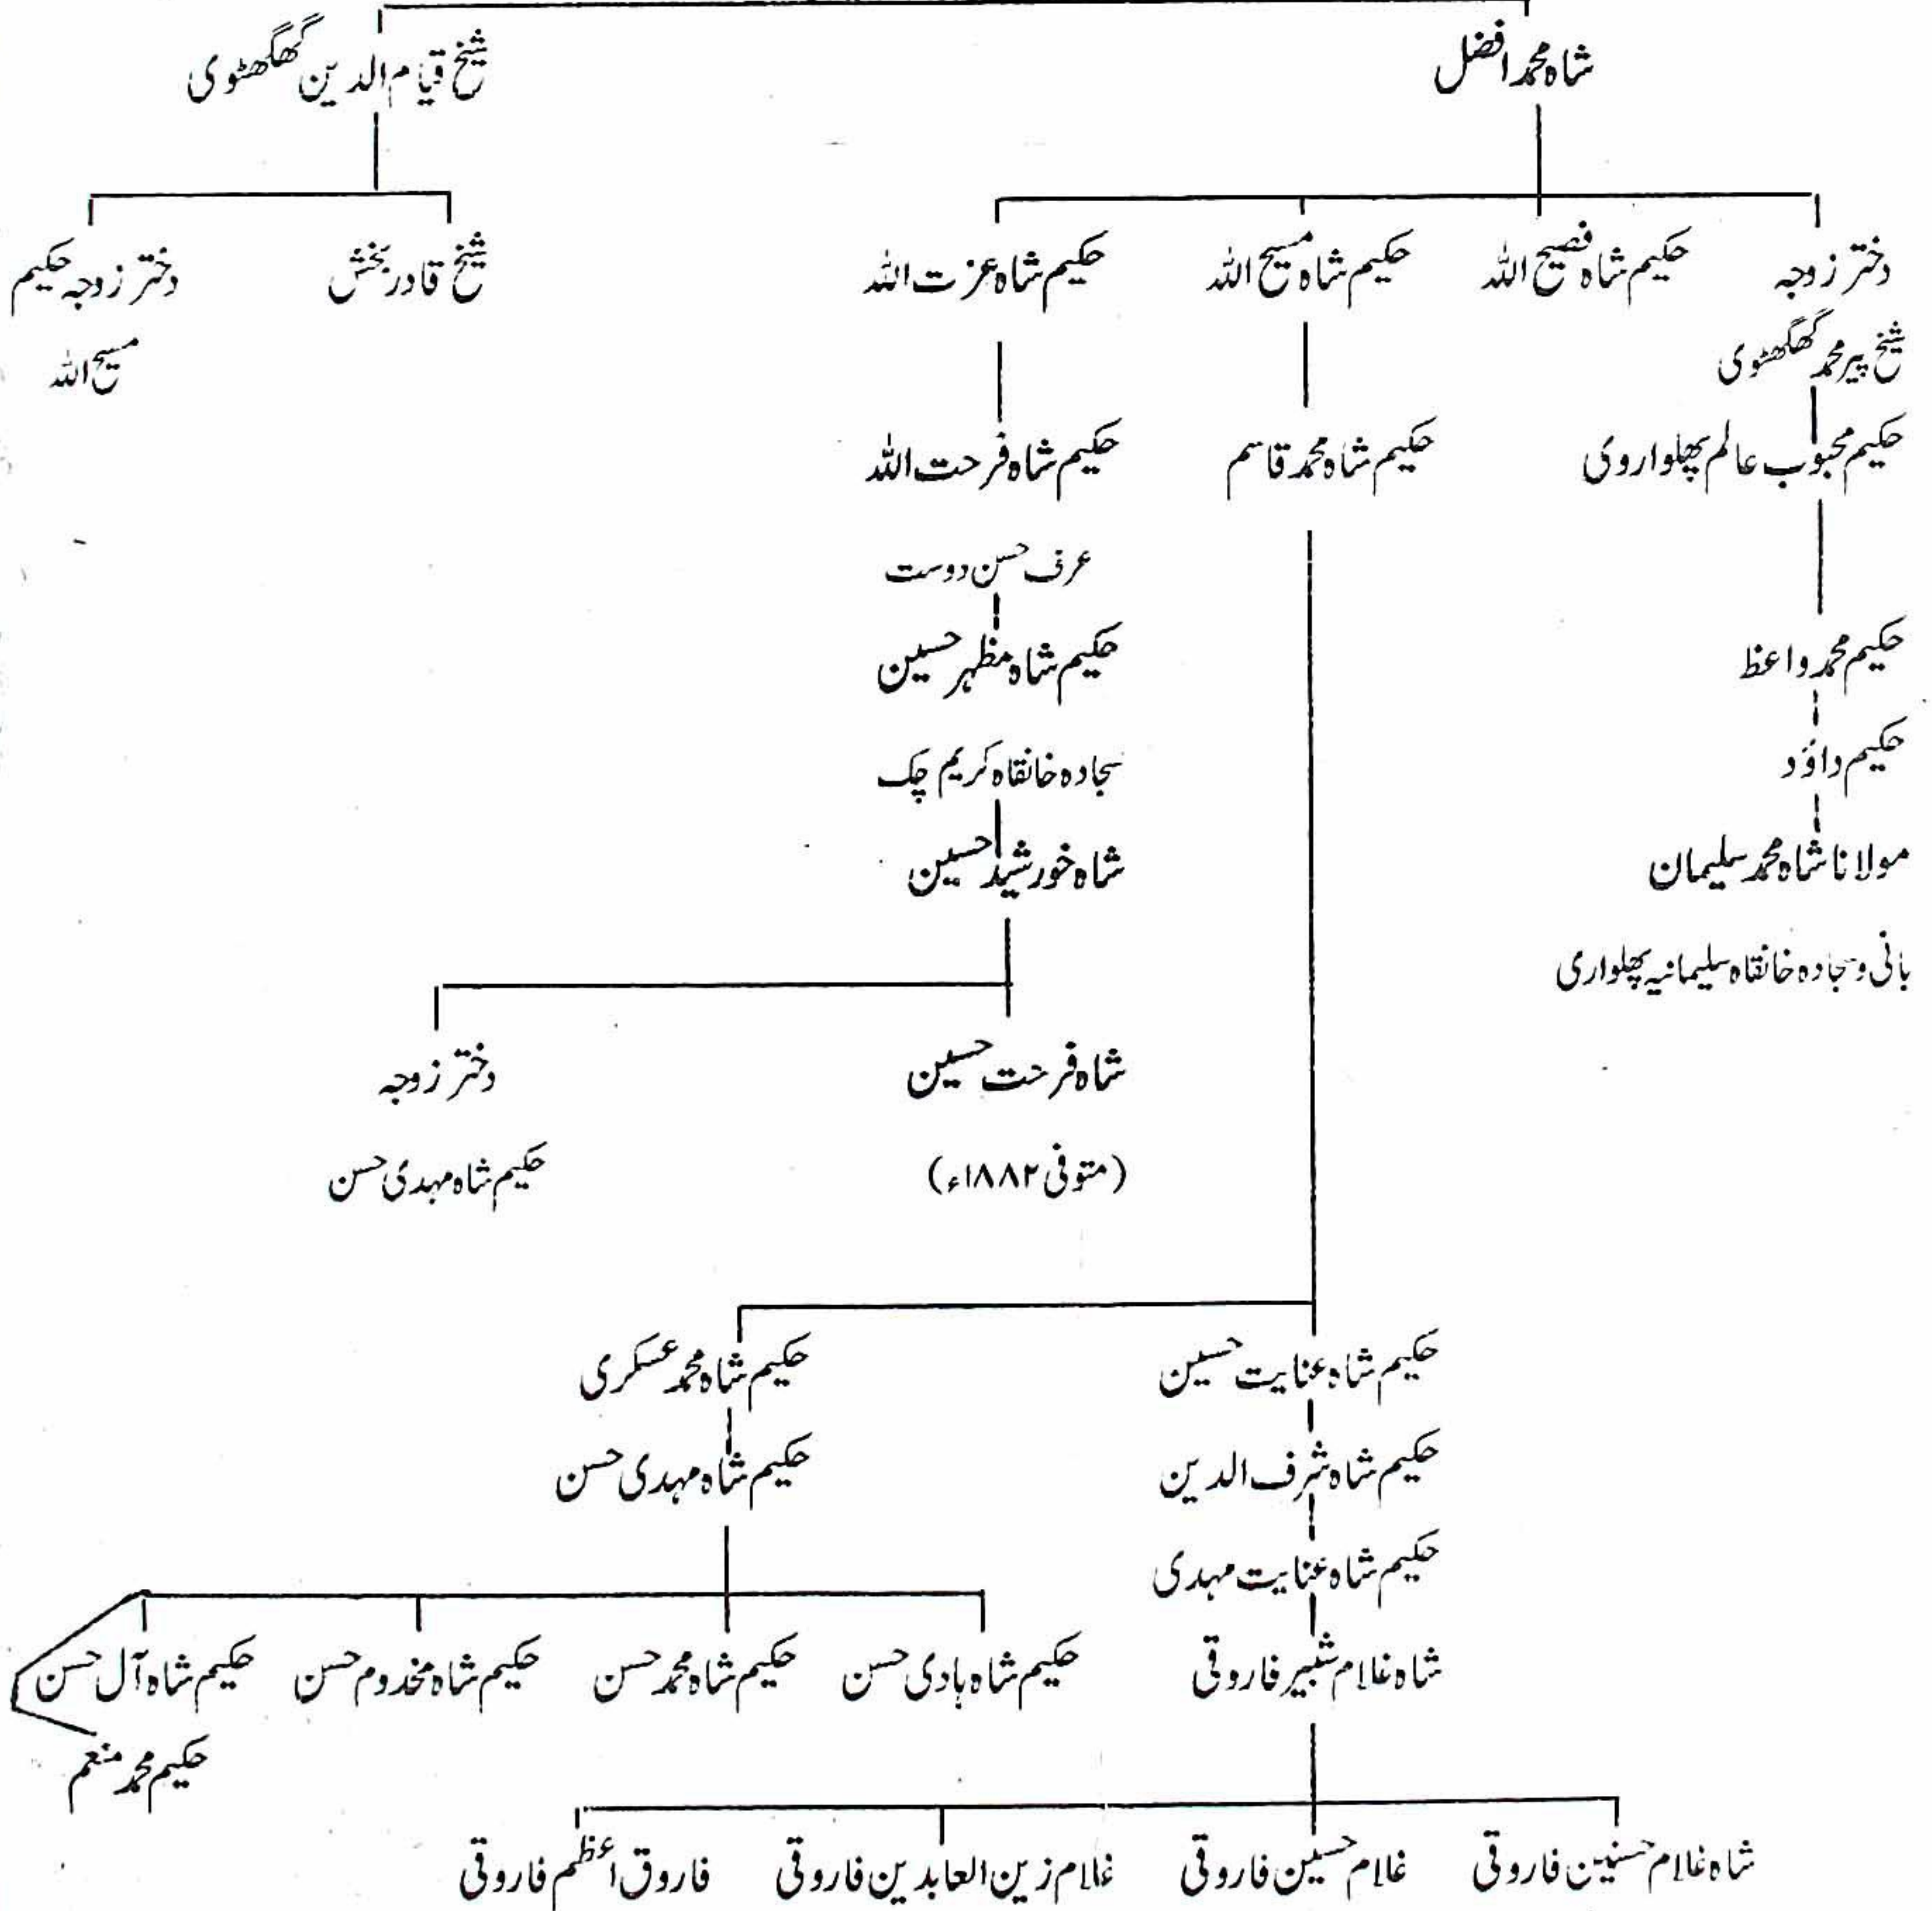 شاہ محمد افضل
شیخ قیام الدین گھگھٹوی
دختر زوجہ
شیخ پیر محمد گھگھٹوی
حکیم شاہ فصیح اللہ
حکیم شاہ مسیح اللہ
حکیم شاہ عزت اللہ
شیخ قادر بخش
دختر زوجہ حکیم
مسیح اللہ
حکیم محبوب عالم پھلواروی
حکیم شاہ محمد قاسم
حکیم شاہ فرحت اللہ
عرف حسن دوست
حکیم محمد واعظ
حکیم شاہ مظہر حسین
حکیم داؤد
سجادہ خانقاہ کریم چک
مولانا شاہ محمد سلیمان
شاہ خورشید حسین
بانی و سجادہ خانقاہ سلیمانیہ پھلواری
شاہ فرحت حسین
(متوفی ۱۸۸۲ء)
دختر زوجہ
حکیم شاہ مہدی حسن
حکیم شاہ عنایت حسین
حکیم شاہ محمد عسکری
حکیم شاہ شرف الدین
حکیم شاہ مہدی حسن
حکیم شاہ عنایت مہدی
شاہ غلام شبیر فاروقی
حکیم شاہ ہادی حسن
حکیم شاہ محمد حسن
حکیم شاہ مخدوم حسن
حکیم شاہ آل حسن
حکیم محمد منعم
شاہ غلام حسنین فاروقی
غلام حسین فاروقی
غلام زین العابدین فاروقی
فاروق اعظم فاروقی